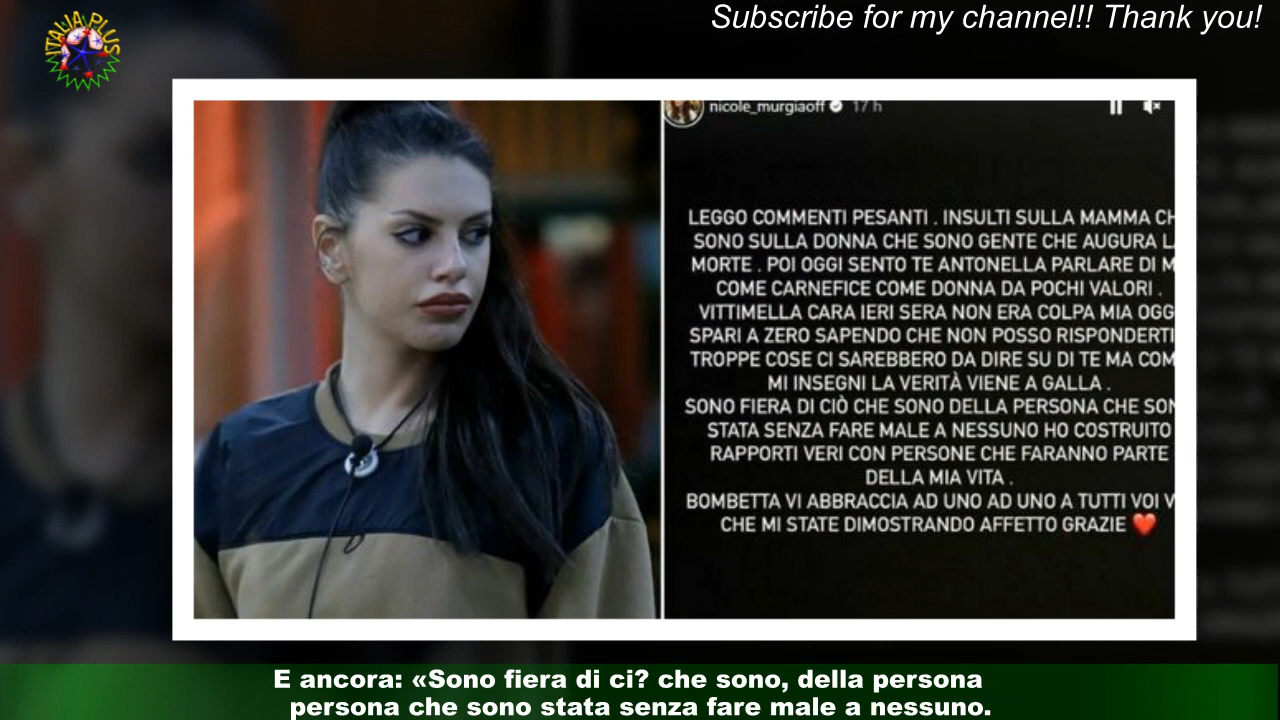 Subscribe for my channel!! Thank you!
ITALIA PLUS
nicole_murgiaoff 17 h
LEGGO COMMENTI PESANTI . INSULTI SULLA MAMMA CH
SONO SULLA DONNA CHE SONO GENTE CHE AUGURA L
MORTE . POI OGGI SENTO TE ANTONELLA PARLARE DI M
COME CARNEFICE COME DONNA DA POCHI VALORI .
VITTIMELLA CARA IERI SERA NON ERA COLPA MIA OGG
SPARI A ZERO SAPENDO CHE NON POSSO RISPONDERTI
TROPPE COSE CI SAREBBERO DA DIRE SU DI TE MA COM
MI INSEGNI LA VERITÀ VIENE A GALLA .
SONO FIERA DI CIÒ CHE SONO DELLA PERSONA CHE SON
STATA SENZA FARE MALE A NESSUNO HO COSTRUITO
RAPPORTI VERI CON PERSONE CHE FARANNO PARTE
DELLA MIA VITA .
BOMBETTA VI ABBRACCIA AD UNO AD UNO A TUTTI VOI V
CHE MI STATE DIMOSTRANDO AFFETTO GRAZIE ❤️
E ancora: «Sono fiera di ci? che sono, della persona
persona che sono stata senza fare male a nessuno.